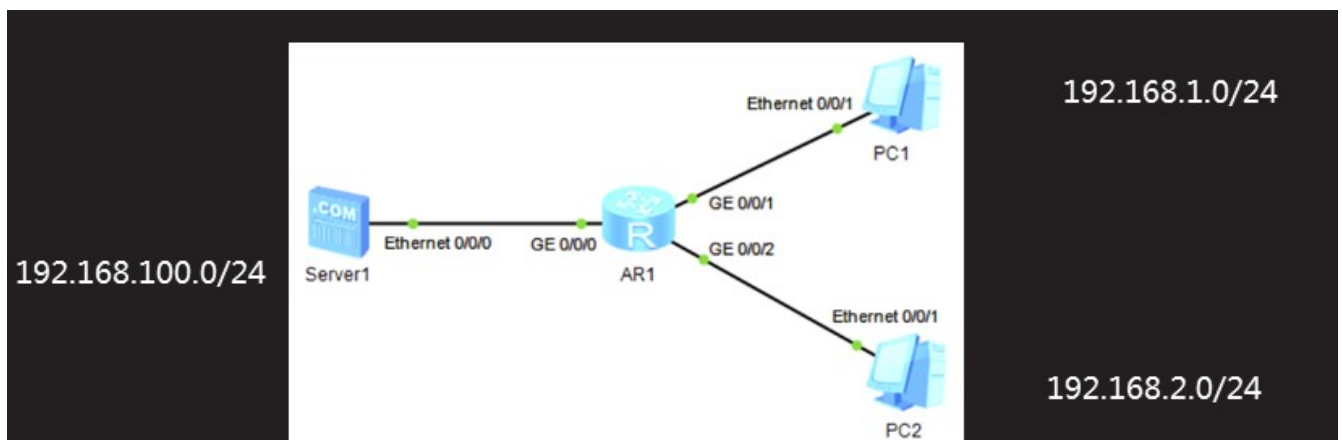 192.168.1.0/24
Ethernet 0/0/1
PC1
GE 0/0/1
.COM
R
Ethernet 0/0/0
GE 0/0/0
GE 0/0/2
192.168.100.0/24
Server1
AR1
Ethernet 0/0/1
192.168.2.0/24
PC2